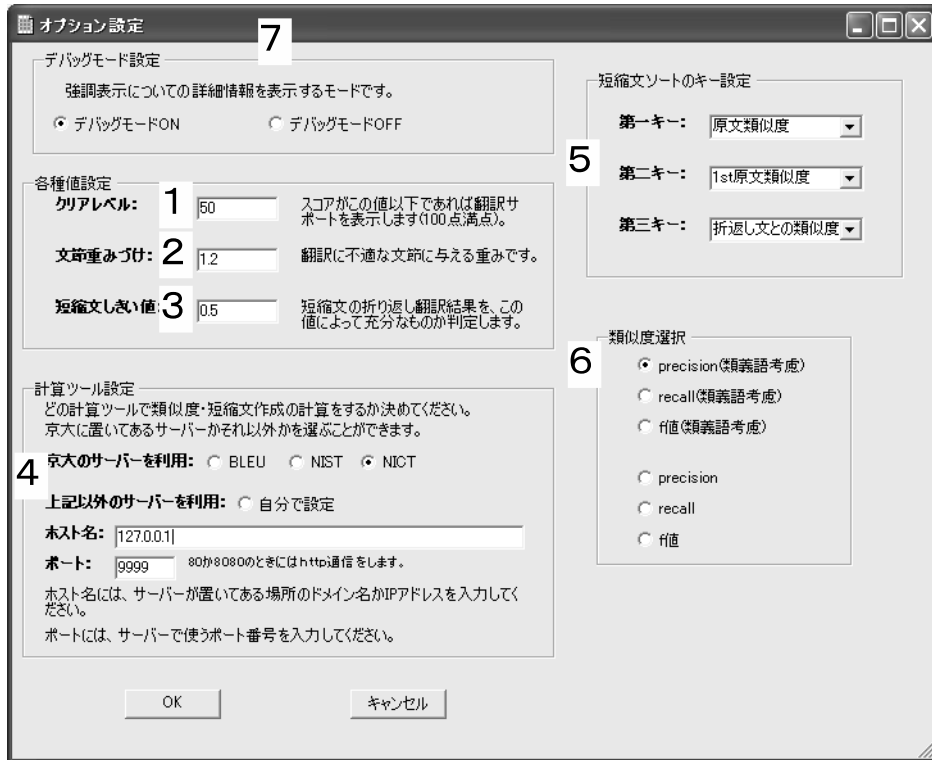 オプション設定
7
デバッグモード設定
強調表示についての詳細情報を表示するモードです。
デバッグモードON デバッグモードOFF
各種値設定
クリアレベル: 1 50 スコアがこの値以下であれば翻訳サ
ポートを表示します(100点満点)。
文節重みづけ: 2 1.2 翻訳に不適な文節に与える重みです。
短縮文しきい値: 3 0.5 短縮文の折り返し翻訳結果を、この
値によって充分なものか判定します。
計算ツール設定
どの計算ツールで類似度・短縮文作成の計算をするか決めてください。
京大に置いてあるサーバーかそれ以外かを選ぶことができます。
4
京大のサーバーを利用: BLEU NIST NICT
上記以外のサーバーを利用: 自分で設定
ホスト名: 127.0.0.1
ポート: 9999 80か8080のときにはhttp通信をします。
ホスト名には、サーバーが置いてある場所のドメイン名かIPアドレスを入力してく
ださい。
ポートには、サーバーで使うポート番号を入力してください。
OK キャンセル
短縮文ソートのキー設定
第一キー: 原文類似度
5
第二キー: 1st原文類似度
第三キー: 折返し文との類似度
類似度選択
6
precision(類義語考慮)
recall(類義語考慮)
f値(類義語考慮)
precision
recall
f値